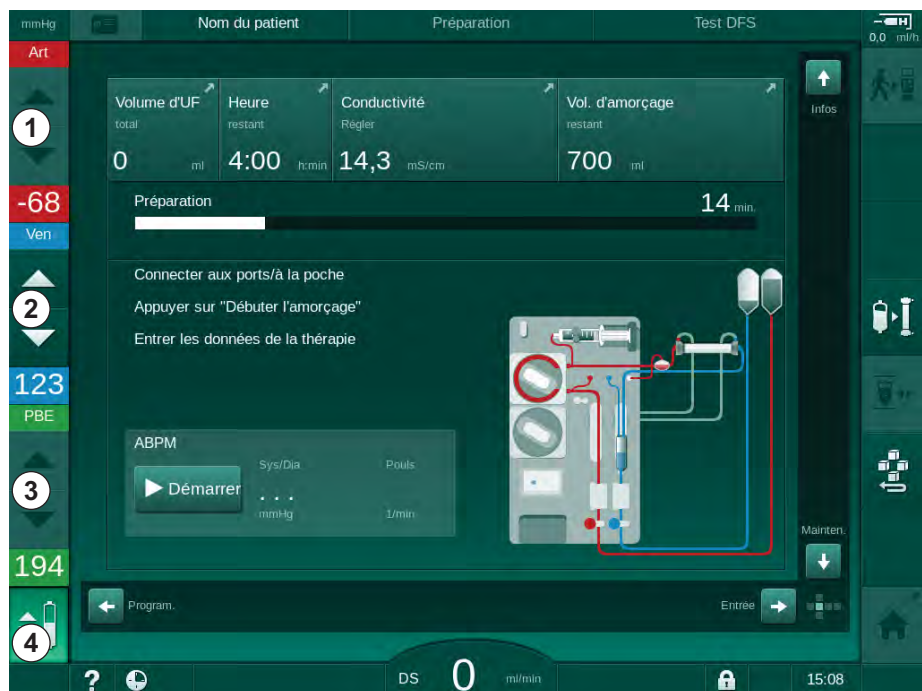 mmHg
Nom du patient
Préparation
Test DFS
0,0 ml/h
Art
1
-68
Ven
2
123
PBE
3
194
4
Volume d'UF
total
0 ml
Heure
restant
4:00 h:min
Conductivité
Régler
14,3 mS/cm
Vol. d'amorçage
restant
700 ml
Infos
Préparation
14 min.
Connecter aux ports/à la poche
Appuyer sur "Débuter l'amorçage"
Entrer les données de la thérapie
ABPM
Démarrer
Sys/Dia.
. . .
mmHg
Pouls
1/min
Mainten.
Program.
Entrée
?
DS 0 ml/min
15:08